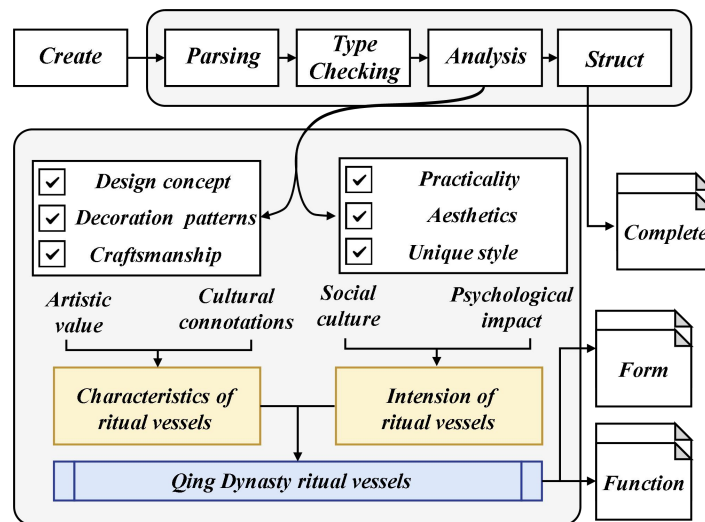 Create
Parsing
Type
Checking
Analysis
Struct
Design concept
Decoration patterns
Craftsmanship
Practicality
Aesthetics
Unique style
Complete
Artistic
value
Cultural
connotations
Social
culture
Psychological
impact
Characteristics of
ritual vessels
Intension of
ritual vessels
Form
Qing Dynasty ritual vessels
Function